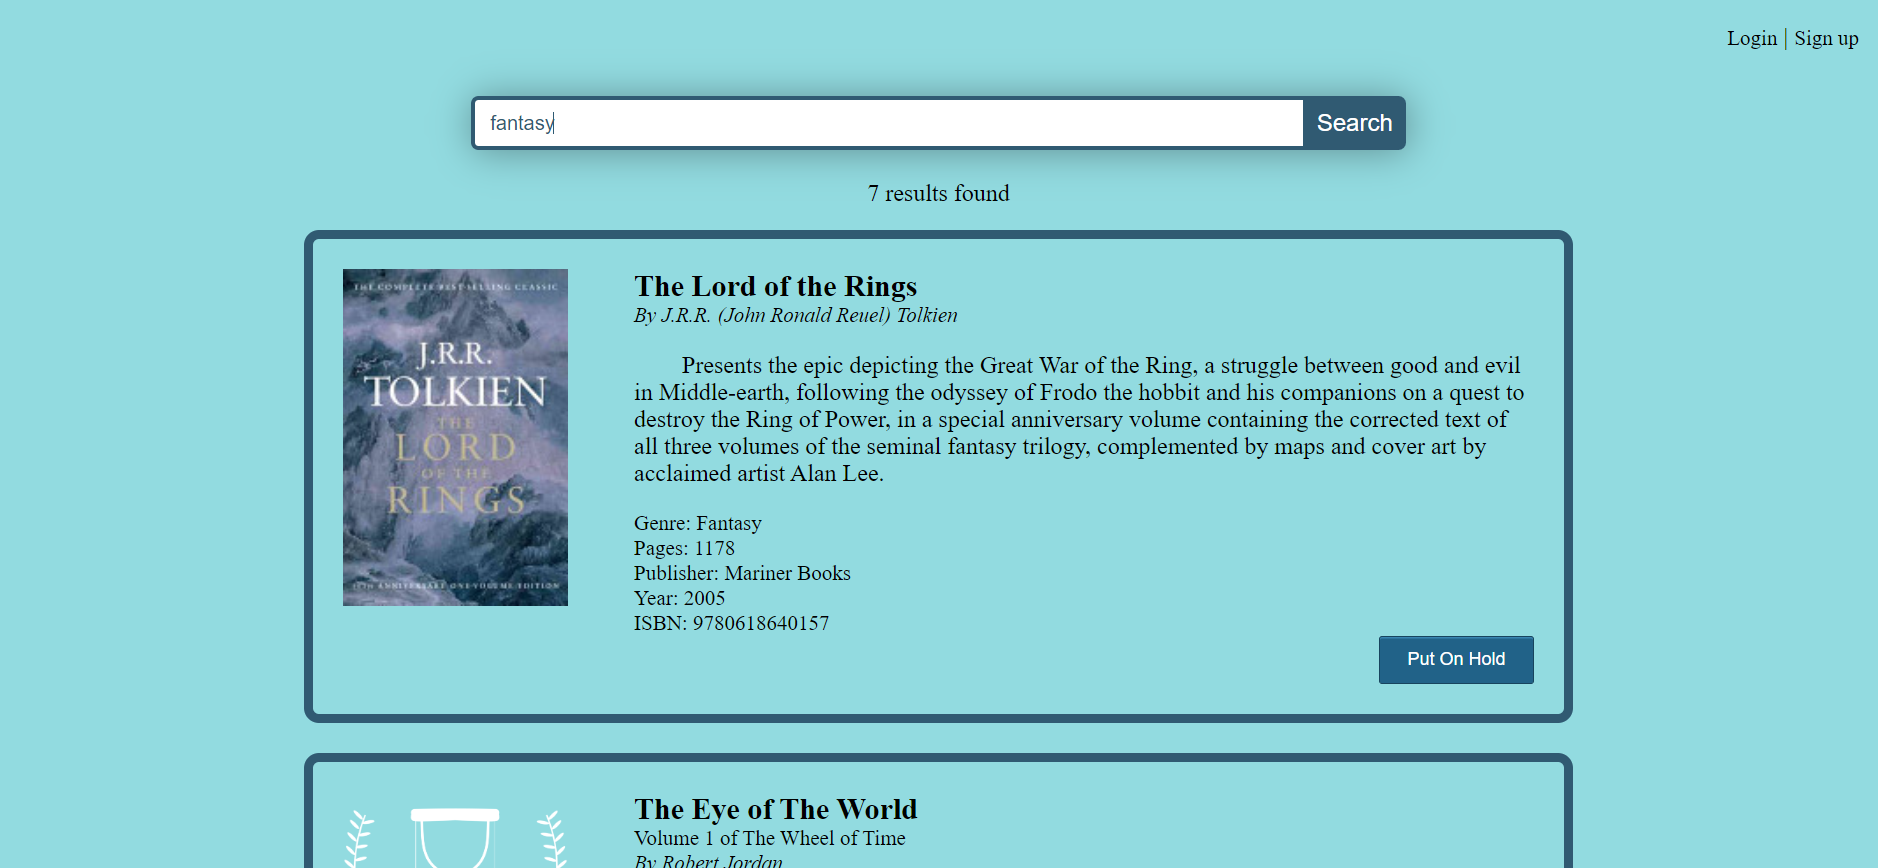 Login | Sign up
fantasy
Search
7 results found
THE COMPLETE BEST-SELLING CLASSIC
J.R.R.
TOLKIEN
THE
LORD
OF THE
RINGS
ANNIVERSARY ONE-VOLUME EDITION
The Lord of the Rings
By J.R.R. (John Ronald Reuel) Tolkien
Presents the epic depicting the Great War of the Ring, a struggle between good and evil
in Middle-earth, following the odyssey of Frodo the hobbit and his companions on a quest to
destroy the Ring of Power, in a special anniversary volume containing the corrected text of
all three volumes of the seminal fantasy trilogy, complemented by maps and cover art by
acclaimed artist Alan Lee.
Genre: Fantasy
Pages: 1178
Publisher: Mariner Books
Year: 2005
ISBN: 9780618640157
Put On Hold
The Eye of The World
Volume 1 of The Wheel of Time
By Robert Jordan